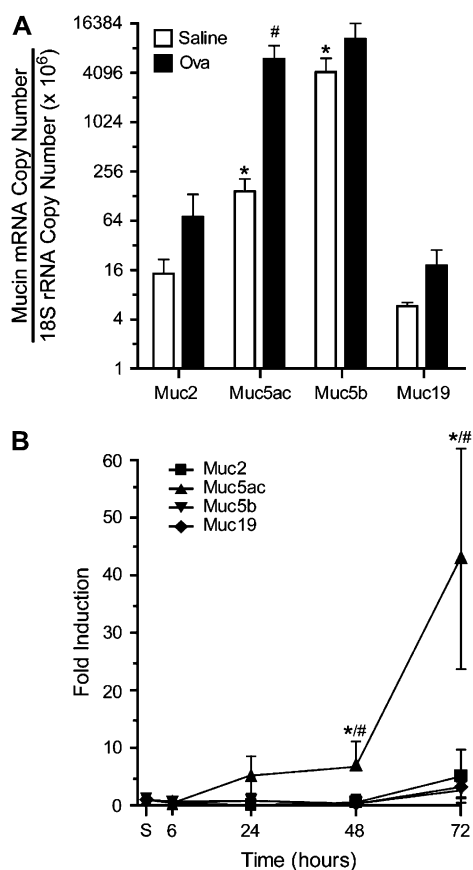 A
Mucin mRNA Copy Number
18S rRNA Copy Number (x 10⁶)
16384
4096
1024
256
64
16
4
1
Saline
Ova
*
#
*
Muc2 Muc5ac Muc5b Muc19
B
Fold Induction
60
50
40
30
20
10
0
Muc2
Muc5ac
Muc5b
Muc19
*/#
*/#
S 6 24 48 72
Time (hours)